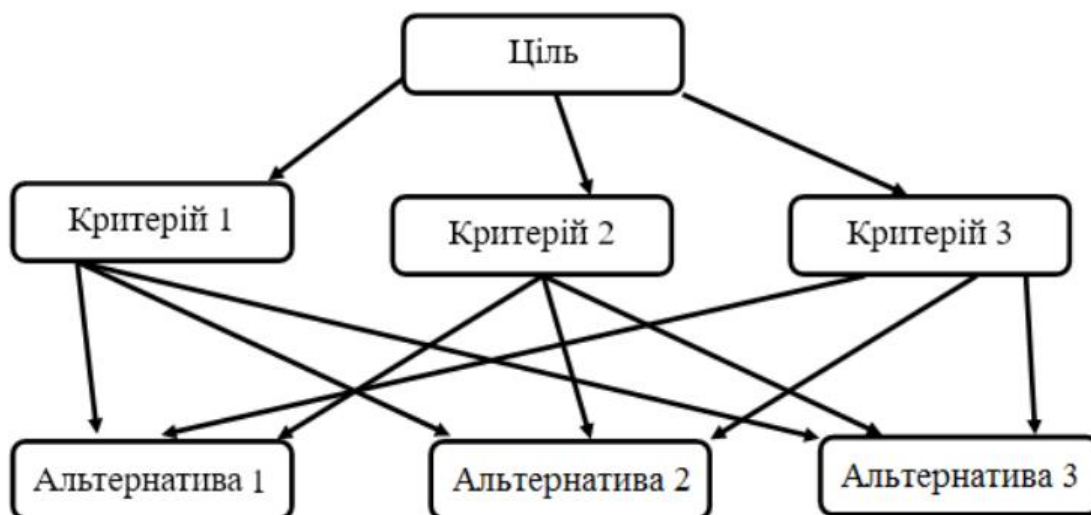 Ціль
Критерій 1
Критерій 2
Критерій 3
Альтернатива 1
Альтернатива 2
Альтернатива 3